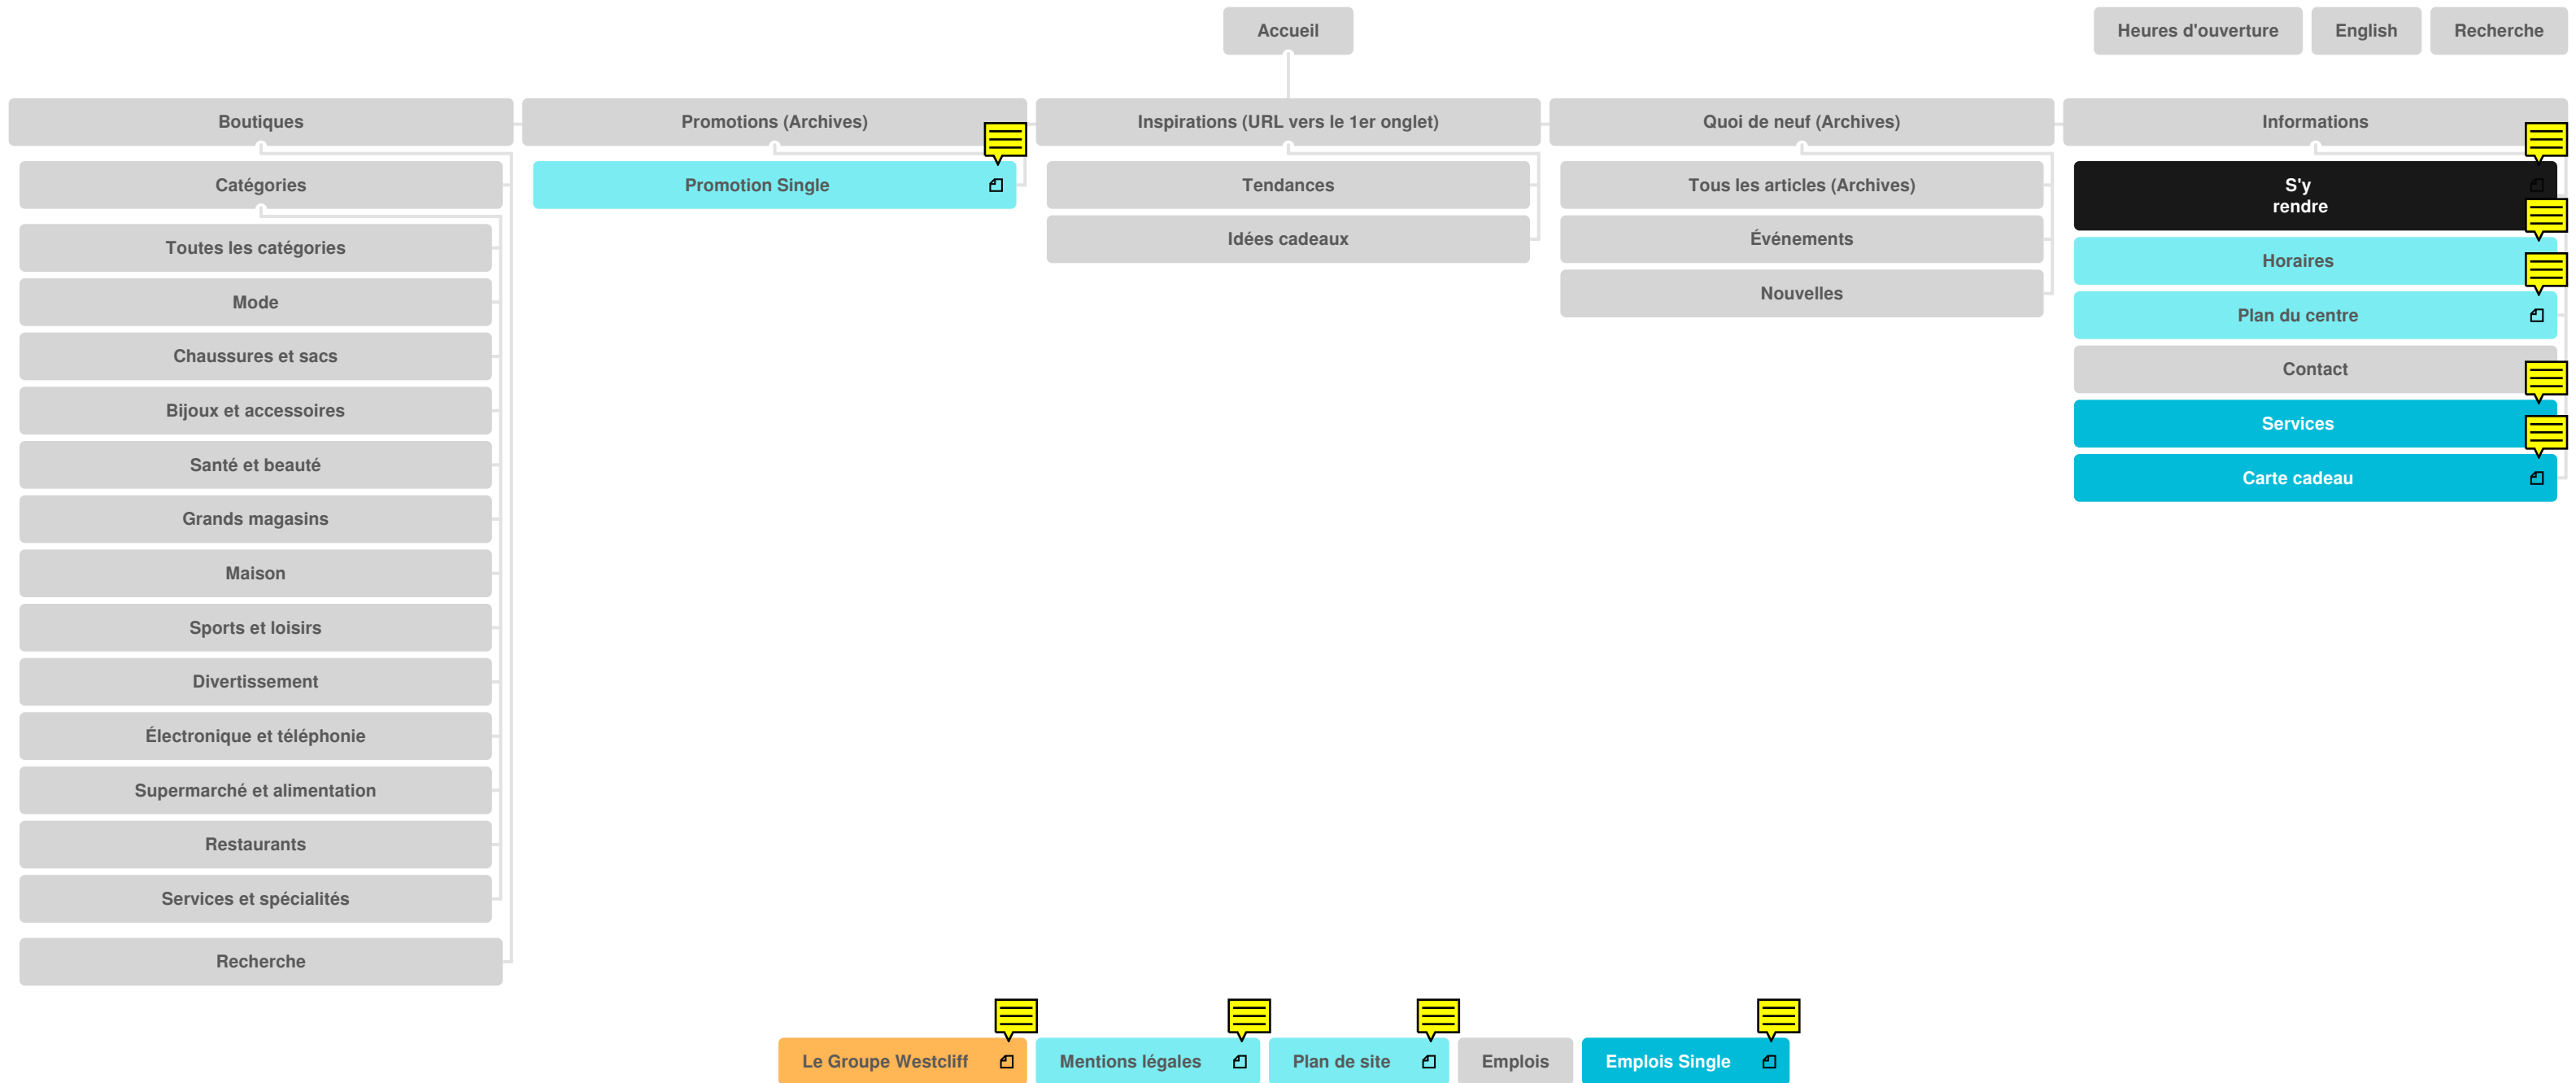 Accueil
Heures d'ouverture
English
Recherche
Boutiques
Promotions (Archives)
Inspirations (URL vers le 1er onglet)
Quoi de neuf (Archives)
Informations
Catégories
Toutes les catégories
Mode
Chaussures et sacs
Bijoux et accessoires
Santé et beauté
Grands magasins
Maison
Sports et loisirs
Divertissement
Électronique et téléphonie
Supermarché et alimentation
Restaurants
Services et spécialités
Recherche
Promotion Single
Tendances
Idées cadeaux
Tous les articles (Archives)
Événements
Nouvelles
S'y
rendre
Horaires
Plan du centre
Contact
Services
Carte cadeau
Le Groupe Westcliff
Mentions légales
Plan de site
Emplois
Emplois Single